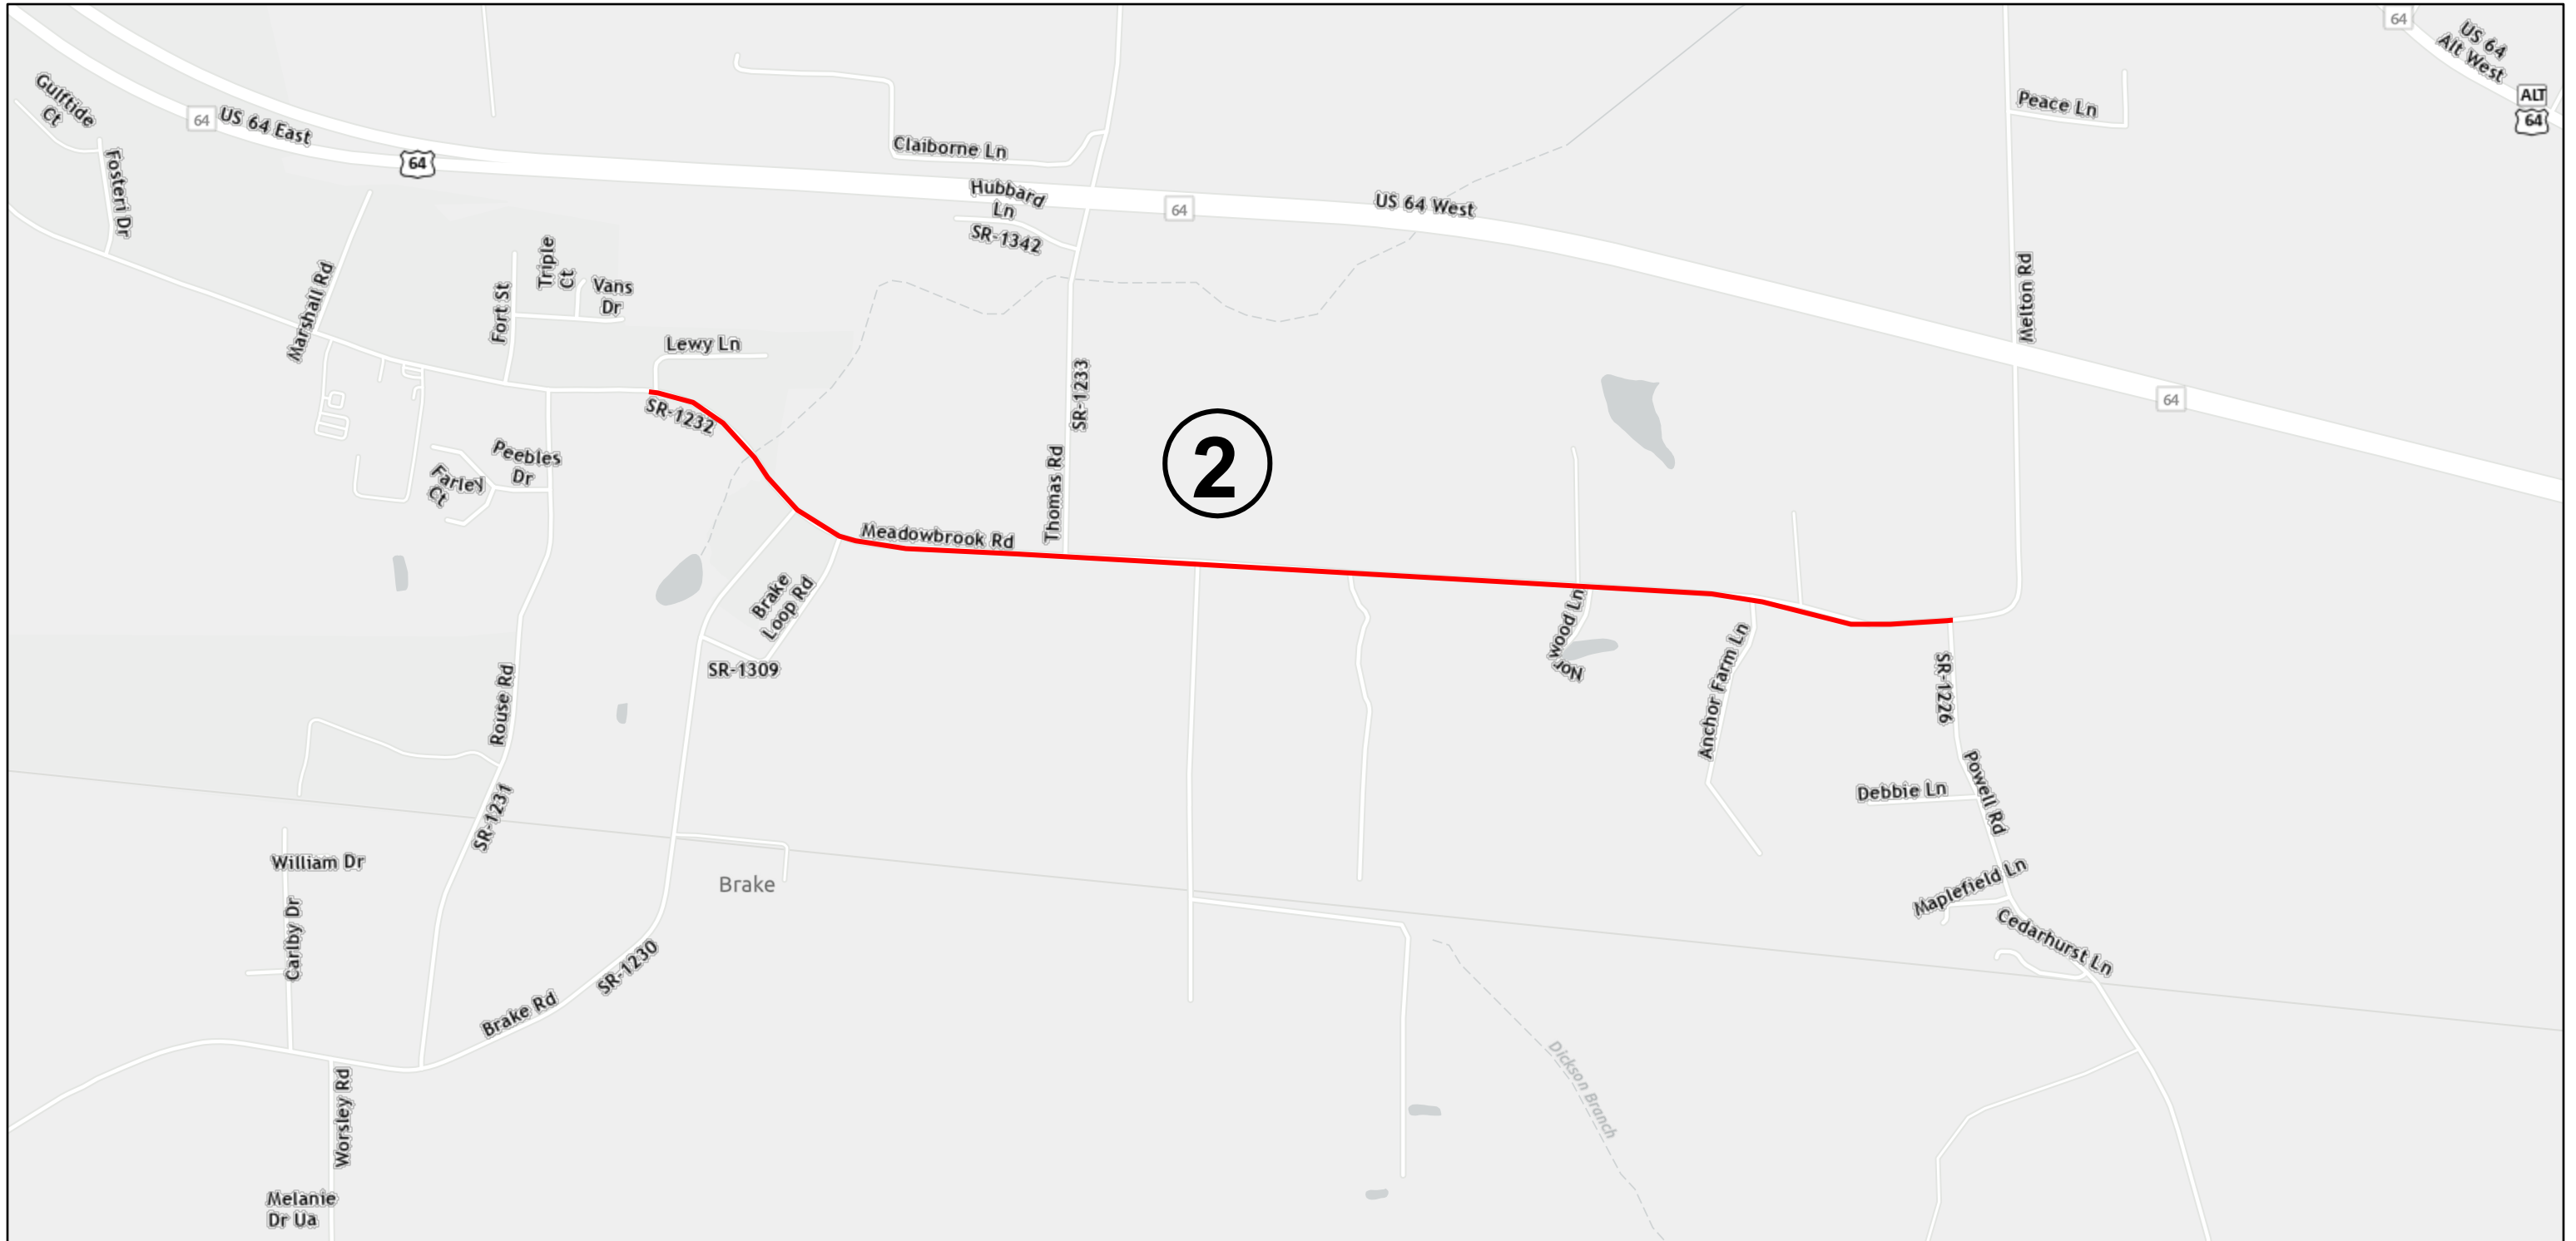 64
US 64
Alt West
ALT
64
Gulftide
Ct
64
US 64 East
64
Fosteri Dr
Claiborne Ln
Peace Ln
Hubbard
Ln
SR-1342
64
US 64 West
Marshall Rd
Fort St
Triple
Ct
Vans
Dr
Melton Rd
Lewy Ln
SR-1232
SR-1233
64
2
Peebles
Dr
Farley
Ct
Thomas Rd
Meadowbrook Rd
Brake
Loop Rd
SR-1309
Nor
wood Ln
Anchor Farm Ln
SR-1226
Rouse Rd
SR-1231
Debbie Ln
Powell Rd
William Dr
Brake
Maplefield Ln
Carlby Dr
Cedarhurst Ln
SR-1230
Brake Rd
Dickson Branch
Worsley Rd
Melanie
Dr Ua